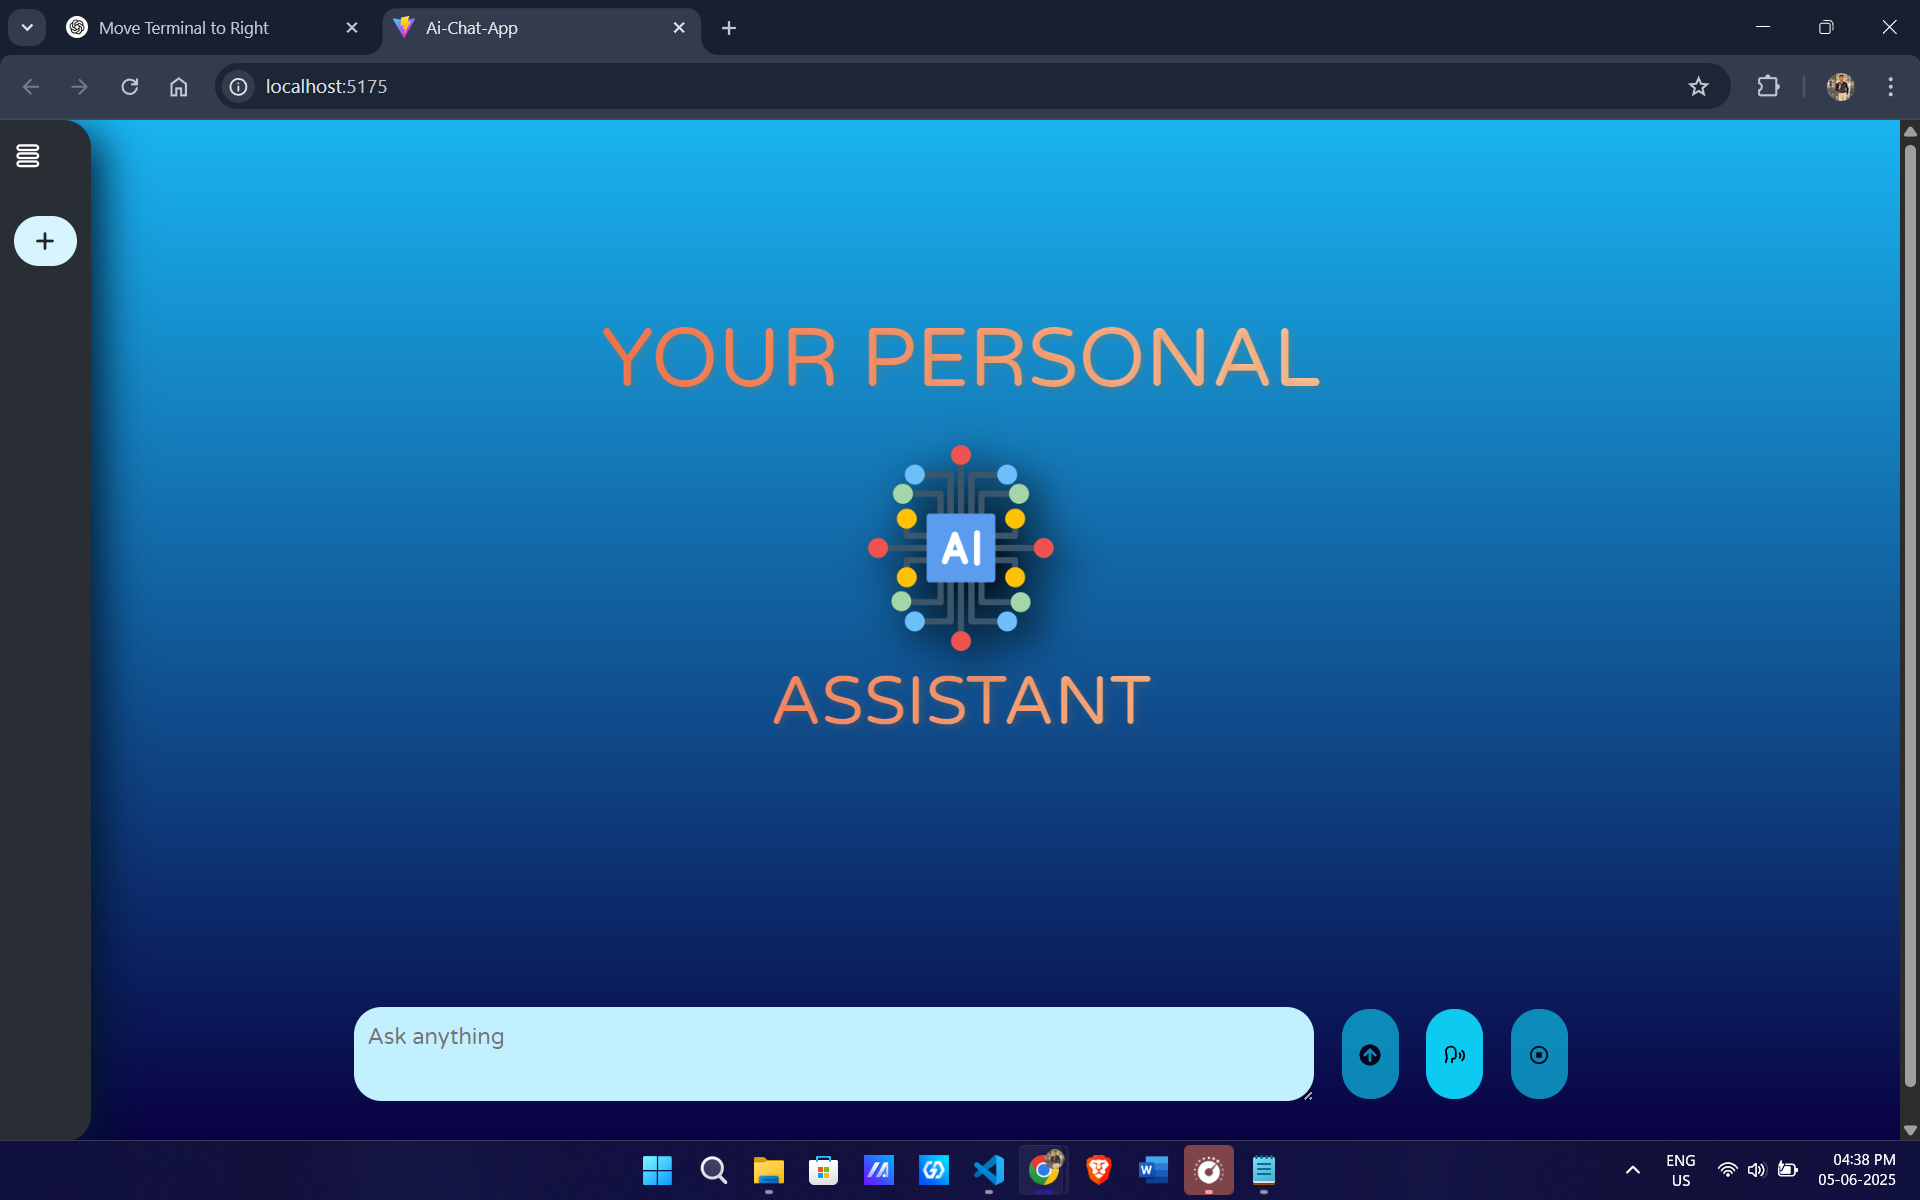 Move Terminal to Right
Ai-Chat-App
localhost:5175
YOUR PERSONAL
AI
ASSISTANT
Ask anything
W
ENG
US
04:38 PM
05-06-2025